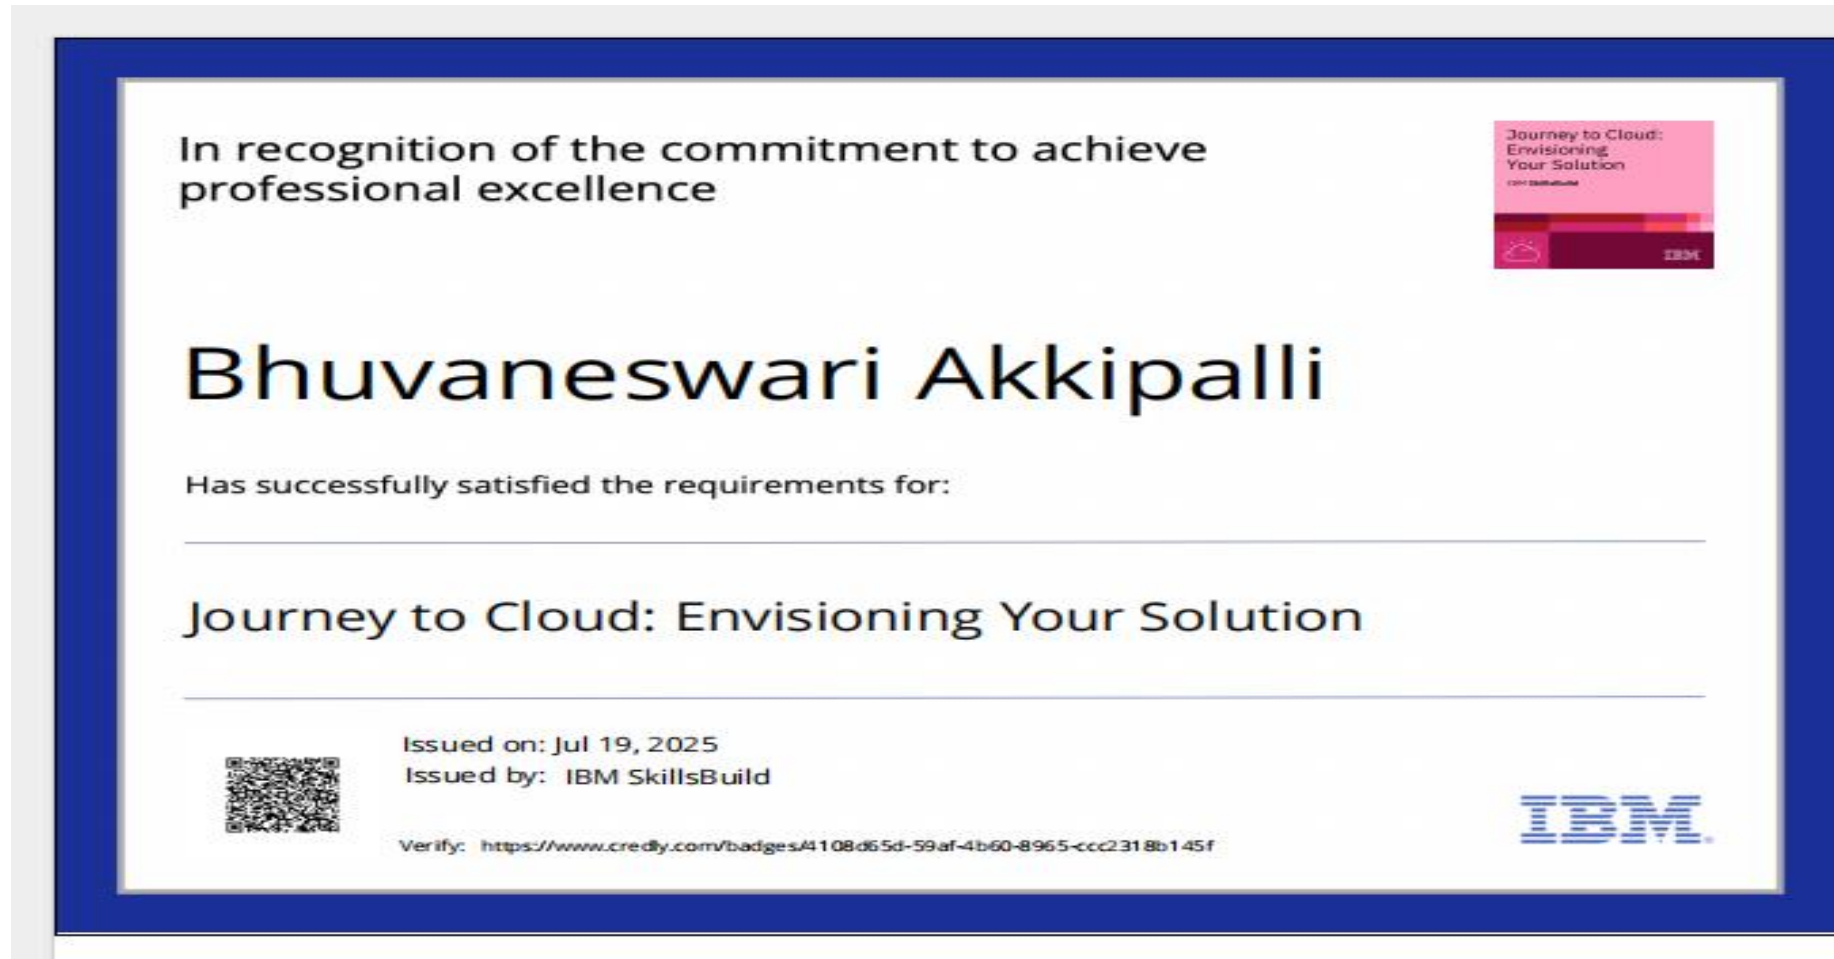 In recognition of the commitment to achieve
professional excellence
Journey to Cloud:
Envisioning
Your Solution
IBM SkillsBuild
IBM
Bhuvaneswari Akkipalli
Has successfully satisfied the requirements for:
Journey to Cloud: Envisioning Your Solution
Issued on: Jul 19, 2025
Issued by: IBM SkillsBuild
Verify: https://www.credly.com/badges/4108d65d-59af-4b60-8965-ccc2318b145f
IBM.